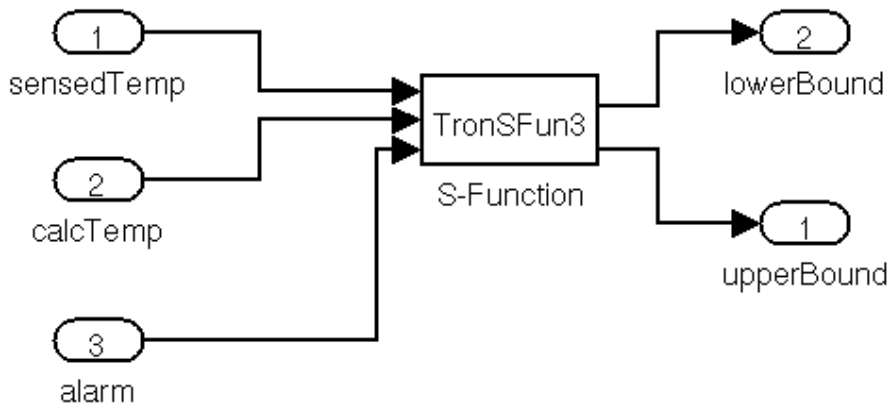 1
sensedTemp
2
calcTemp
3
alarm
TronSFun3
S-Function
2
lowerBound
1
upperBound